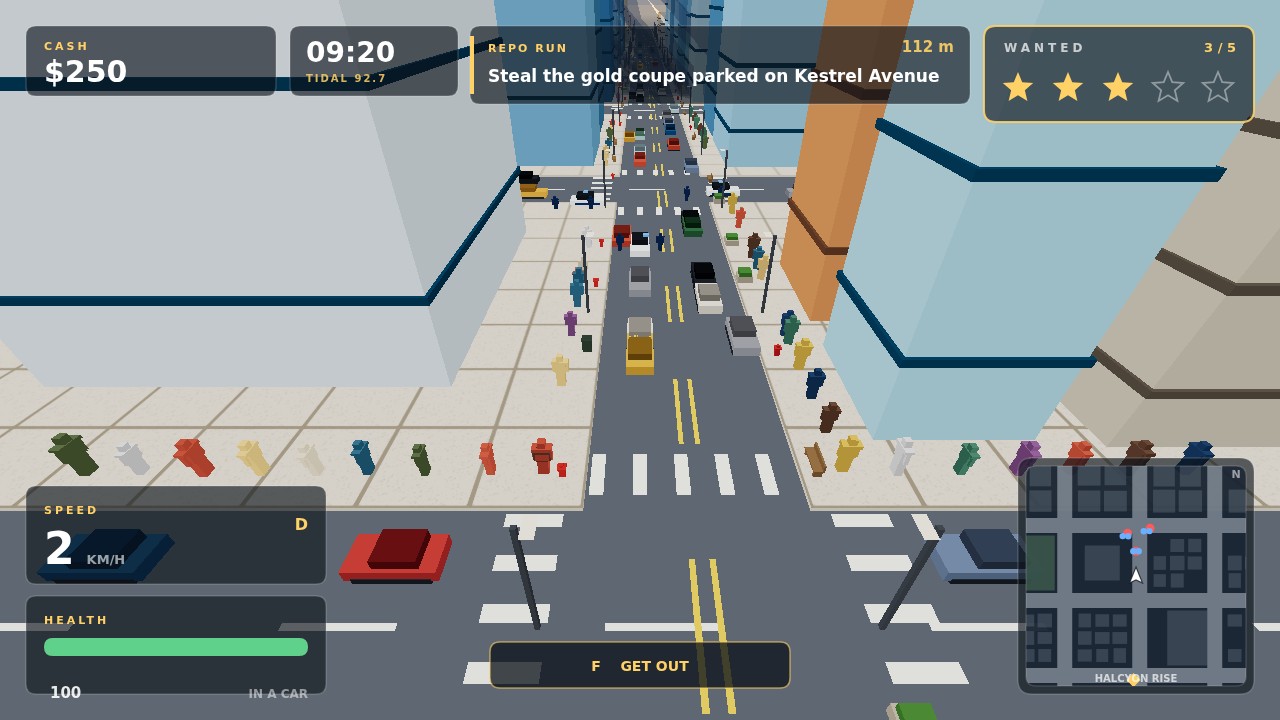 CASH
$250
09:20
TIDAL 92.7
REPO RUN
112 m
Steal the gold coupe parked on Kestrel Avenue
WANTED
3 / 5
SPEED
D
2 KM/H
HEALTH
100
IN A CAR
F GET OUT
N
HALCYON RISE